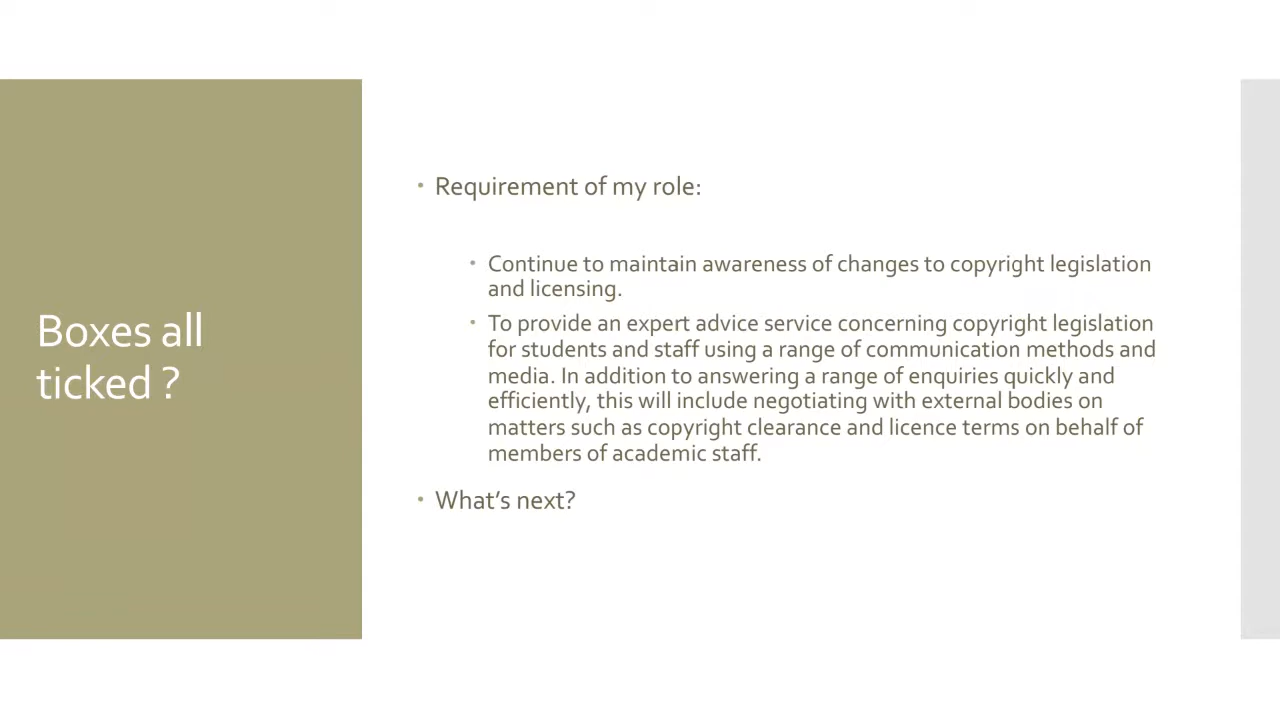 Boxes all
ticked ?
• Requirement of my role:
• Continue to maintain awareness of changes to copyright legislation
and licensing.
• To provide an expert advice service concerning copyright legislation
for students and staff using a range of communication methods and
media. In addition to answering a range of enquiries quickly and
efficiently, this will include negotiating with external bodies on
matters such as copyright clearance and licence terms on behalf of
members of academic staff.
• What’s next?